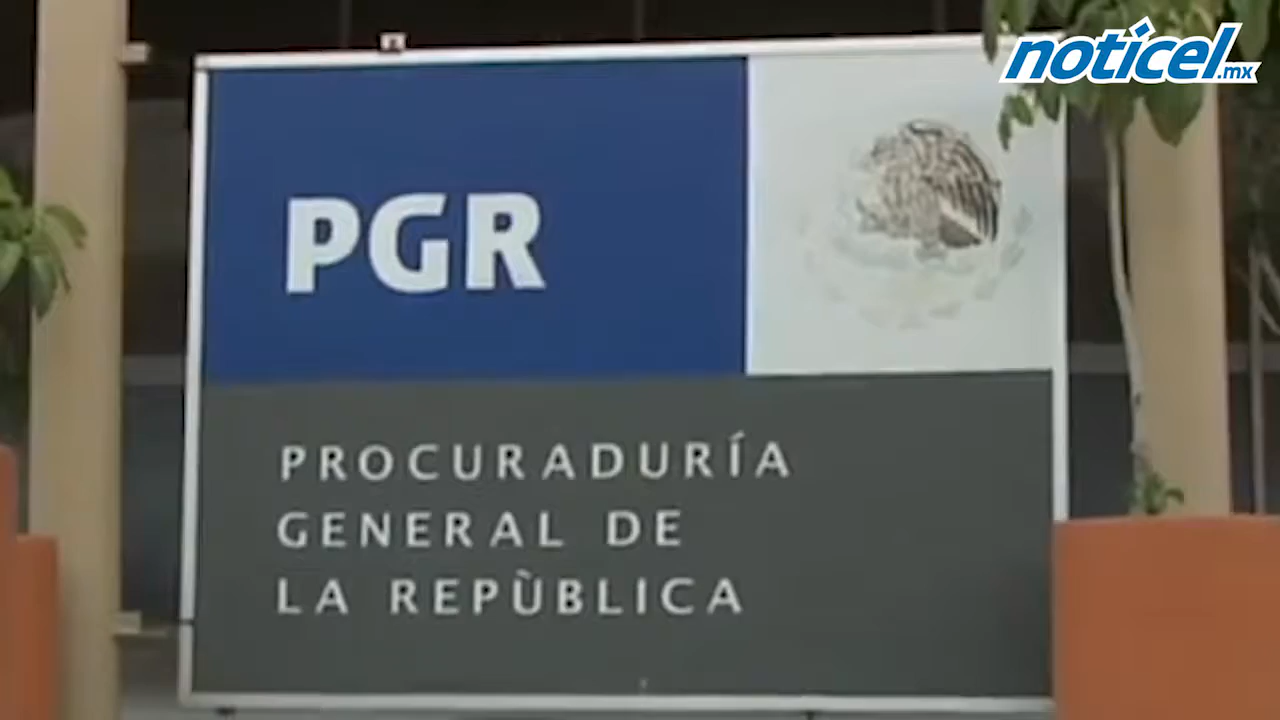 noticel.mx
PGR
PROCURADURÍA
GENERAL DE
LA REPÙBLICA